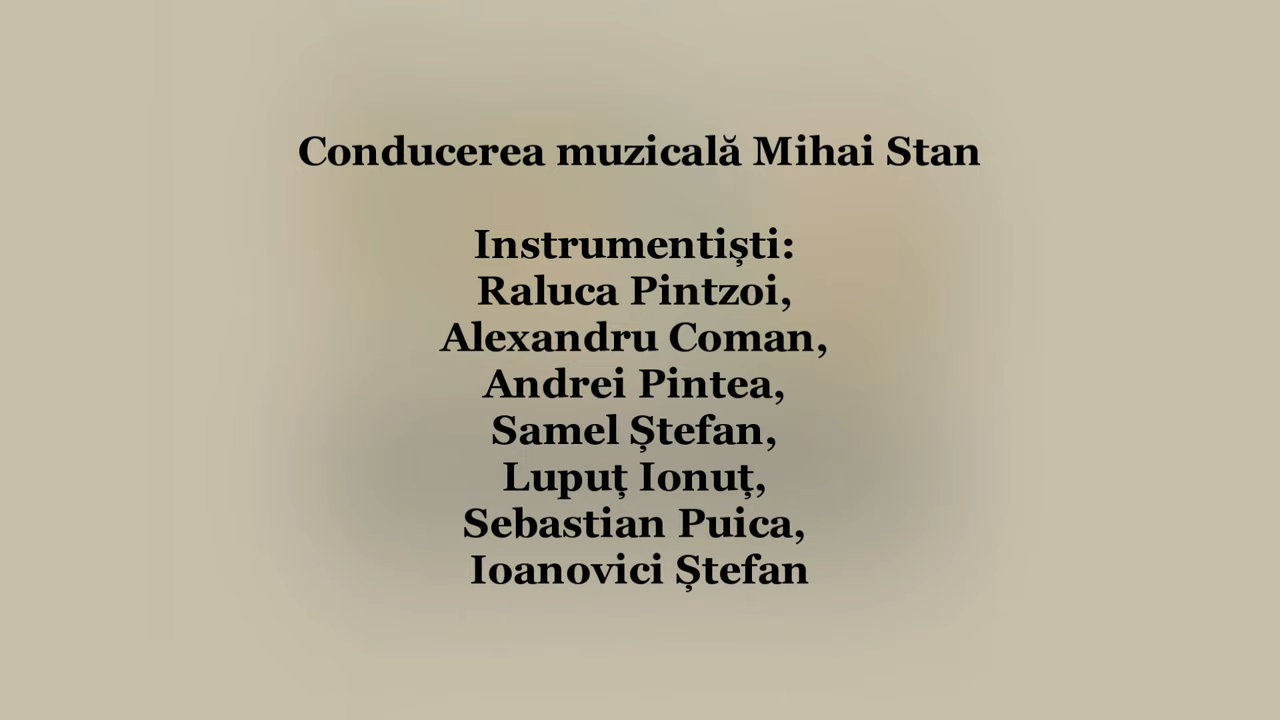 Conducerea muzicală Mihai Stan
Instrumentiști:
Raluca Pintzoi,
Alexandru Coman,
Andrei Pintea,
Samel Ștefan,
Lupuț Ionuț,
Sebastian Puica,
Ioanovici Ștefan